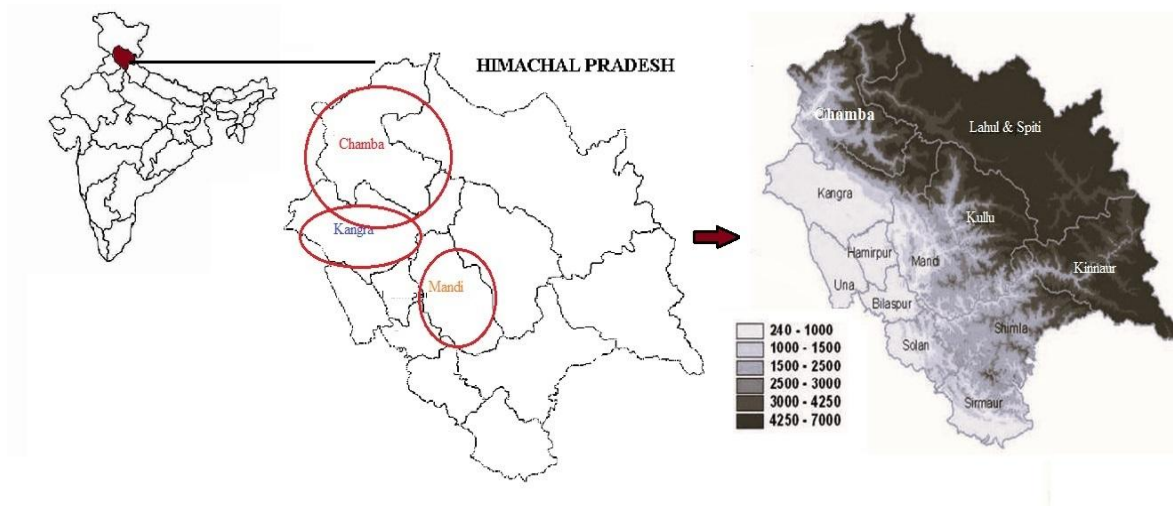 HIMACHAL PRADESH
Chamba
Kangra
Mandi
Chamba
Lahul & Spiti
Kangra
Kullu
Hamirpur
Mandi
Kinnaur
Una
Bilaspur
Shimla
Solan
Sirmaur
240 - 1000
1000 - 1500
1500 - 2500
2500 - 3000
3000 - 4250
4250 - 7000